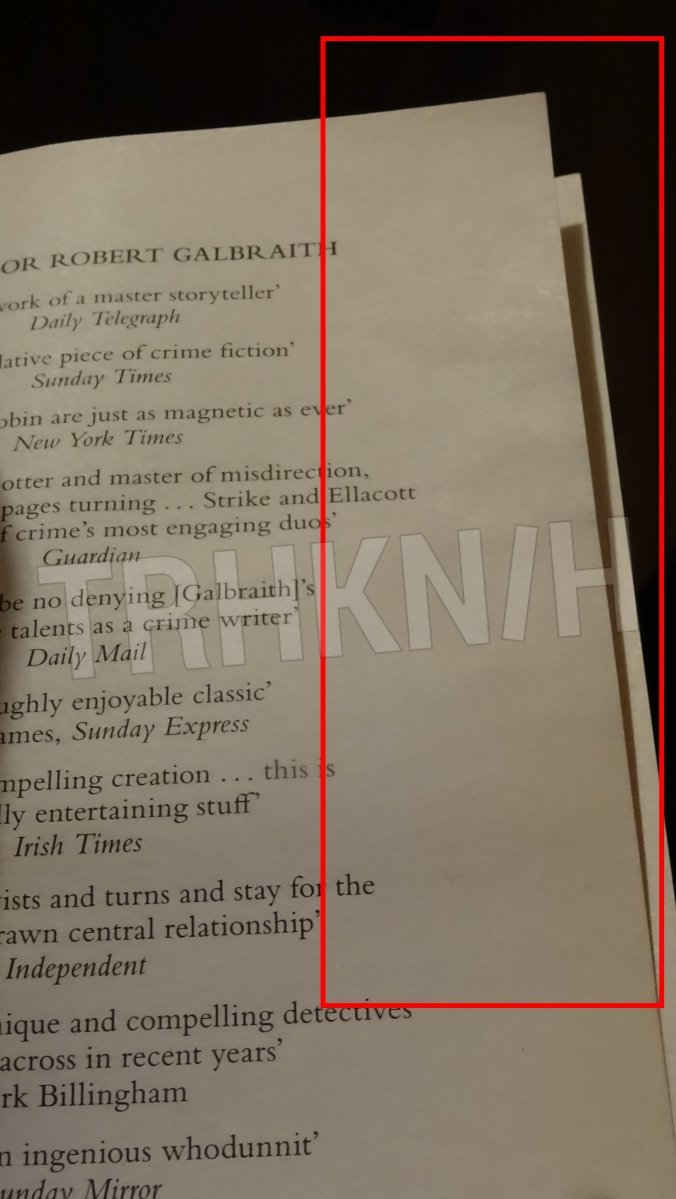 OR ROBERT GALBRAITH
work of a master storyteller’
Daily Telegraph
lative piece of crime fiction’
Sunday Times
obin are just as magnetic as ever’
New York Times
otter and master of misdirection,
pages turning ... Strike and Ellacott
f crime’s most engaging duos’
Guardian
be no denying [Galbraith]’s
talents as a crime writer’
Daily Mail
ughly enjoyable classic’
ames, Sunday Express
mpelling creation ... this is
lly entertaining stuff’
Irish Times
ists and turns and stay for the
rawn central relationship’
Independent
nique and compelling detectives
across in recent years’
rk Billingham
n ingenious whodunnit’
unday Mirror
TRHKN/H